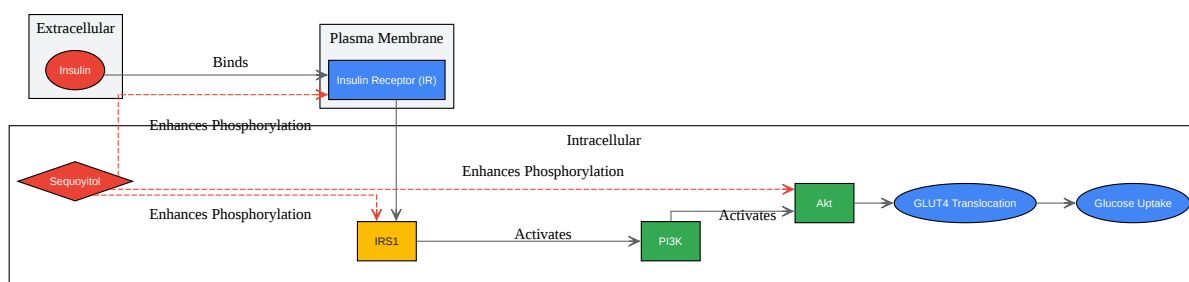 Extracellular
Insulin
Plasma Membrane
Insulin Receptor (IR)
Binds
Enhances Phosphorylation
Intracellular
Sequoyitol
Enhances Phosphorylation
Enhances Phosphorylation
IRS1
Activates
PI3K
Activates
Akt
GLUT4 Translocation
Glucose Uptake